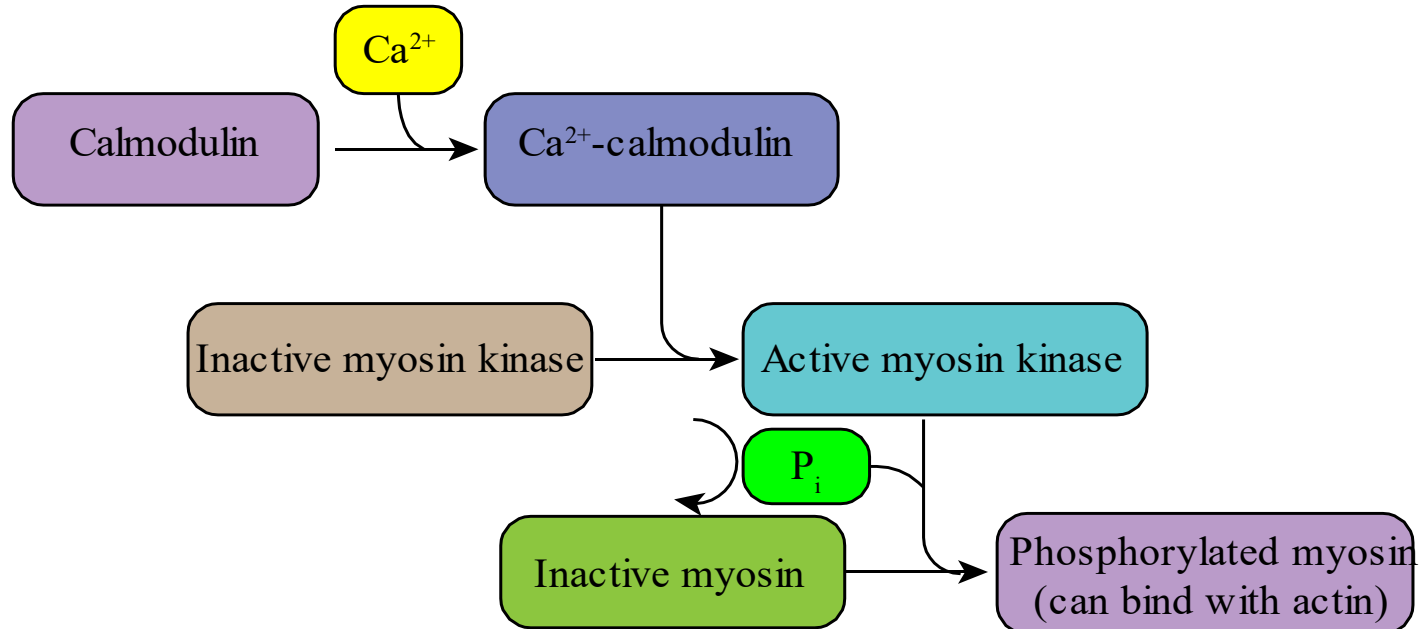 Ca²⁺
Calmodulin
Ca²⁺-calmodulin
Inactive myosin kinase
Active myosin kinase
Pᵢ
Inactive myosin
Phosphorylated myosin
(can bind with actin)